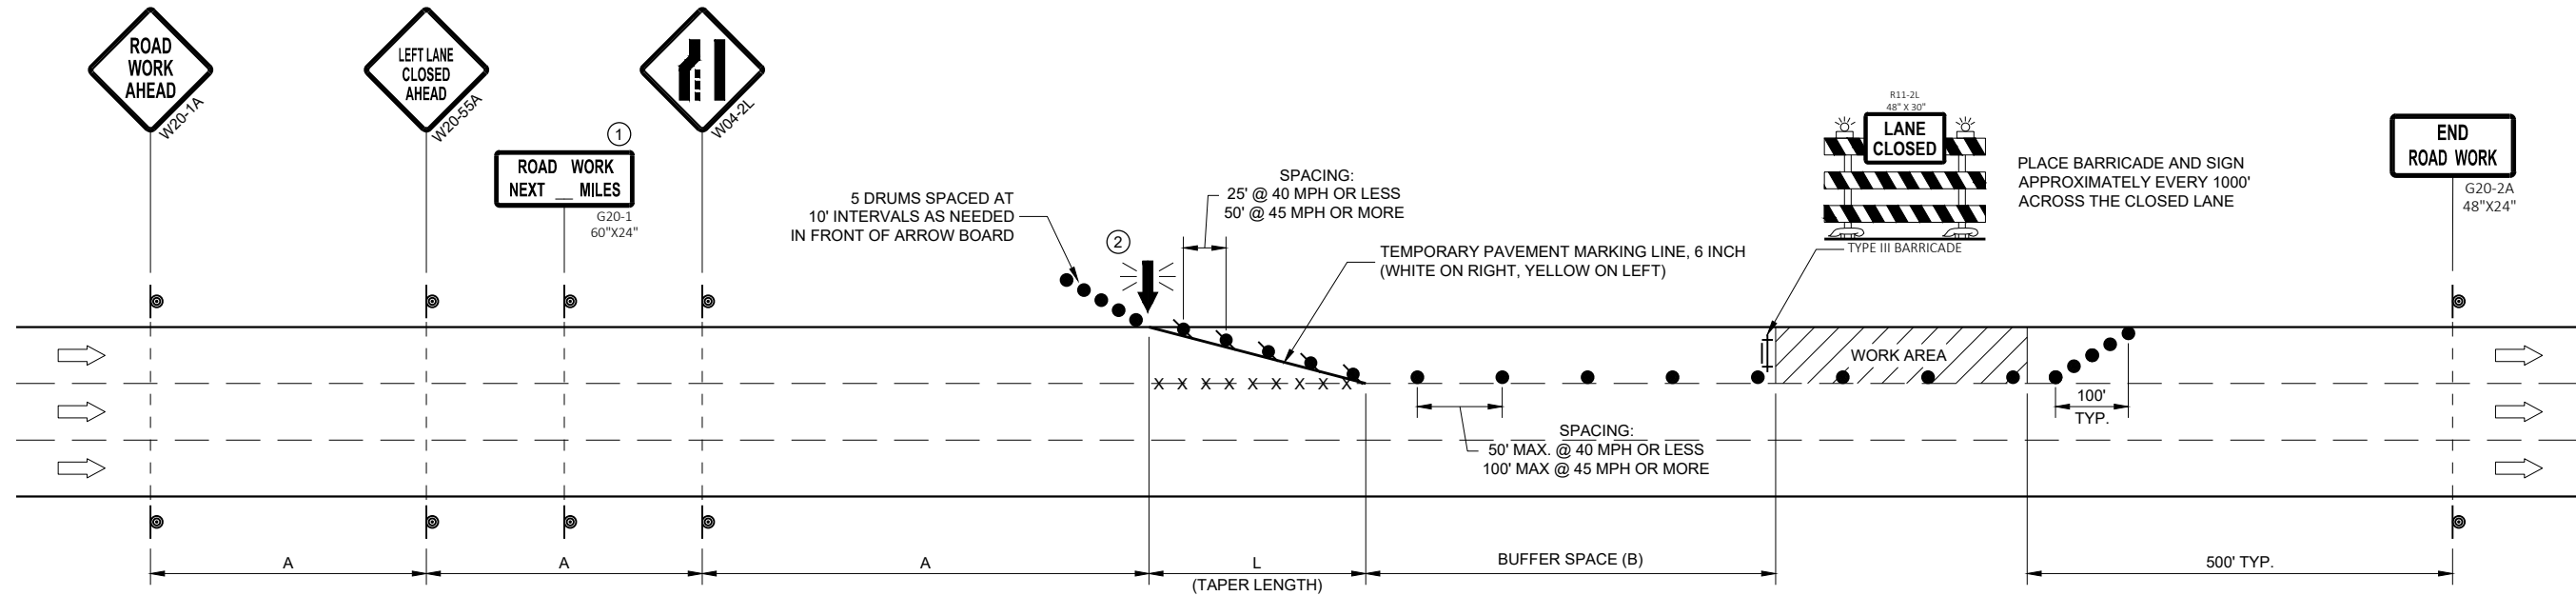 ROAD
WORK
AHEAD
W20-1A
LEFT LANE
CLOSED
AHEAD
W20-55A
1
ROAD WORK
NEXT __ MILES
G20-1
60"X24"
W04-2L
5 DRUMS SPACED AT
10' INTERVALS AS NEEDED
IN FRONT OF ARROW BOARD
2
SPACING:
25' @ 40 MPH OR LESS
50' @ 45 MPH OR MORE
TEMPORARY PAVEMENT MARKING LINE, 6 INCH
(WHITE ON RIGHT, YELLOW ON LEFT)
R11-2L
48" X 30"
LANE
CLOSED
TYPE III BARRICADE
PLACE BARRICADE AND SIGN
APPROXIMATELY EVERY 1000'
ACROSS THE CLOSED LANE
END
ROAD WORK
G20-2A
48"X24"
WORK AREA
X X X X X X X X X
100'
TYP.
SPACING:
50' MAX. @ 40 MPH OR LESS
100' MAX @ 45 MPH OR MORE
A
A
A
L
(TAPER LENGTH)
BUFFER SPACE (B)
500' TYP.